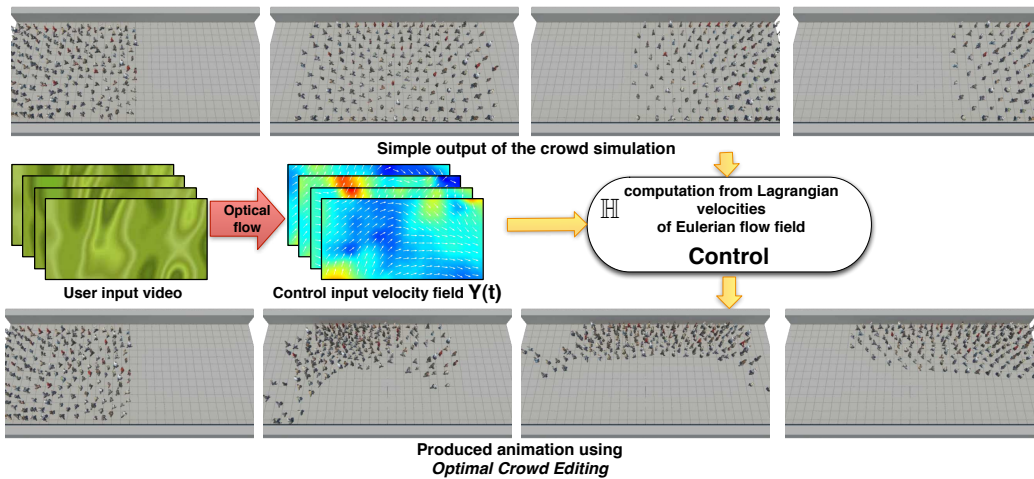 Simple output of the crowd simulation
Optical
flow
User input video
Control input velocity field Y(t)
ℍ computation from Lagrangian
velocities
of Eulerian flow field
Control
Produced animation using
Optimal Crowd Editing